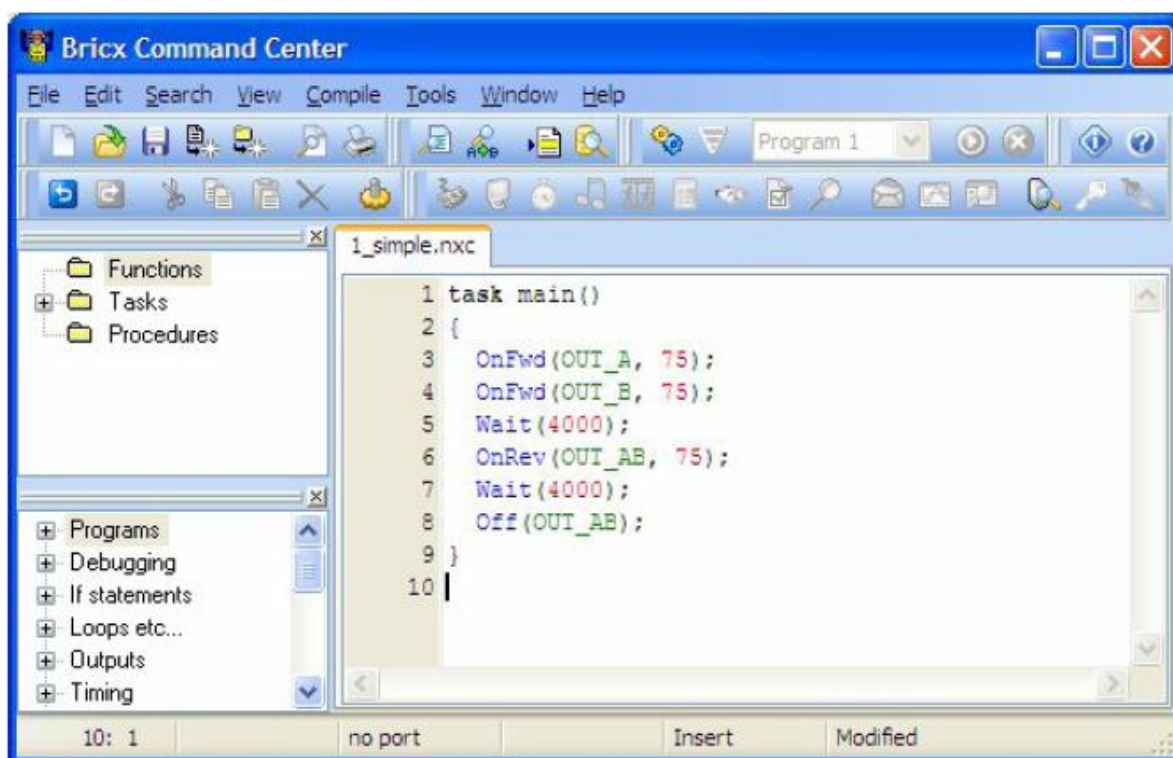 Bricx Command Center
File Edit Search View Compile Tools Window Help
Program 1
Functions
Tasks
Procedures
Programs
Debugging
If statements
Loops etc...
Outputs
Timing
1_simple.nxc
1 task main()
2 {
3 OnFwd(OUT_A, 75);
4 OnFwd(OUT_B, 75);
5 Wait(4000);
6 OnRev(OUT_AB, 75);
7 Wait(4000);
8 Off(OUT_AB);
9 }
10
10: 1 no port Insert Modified